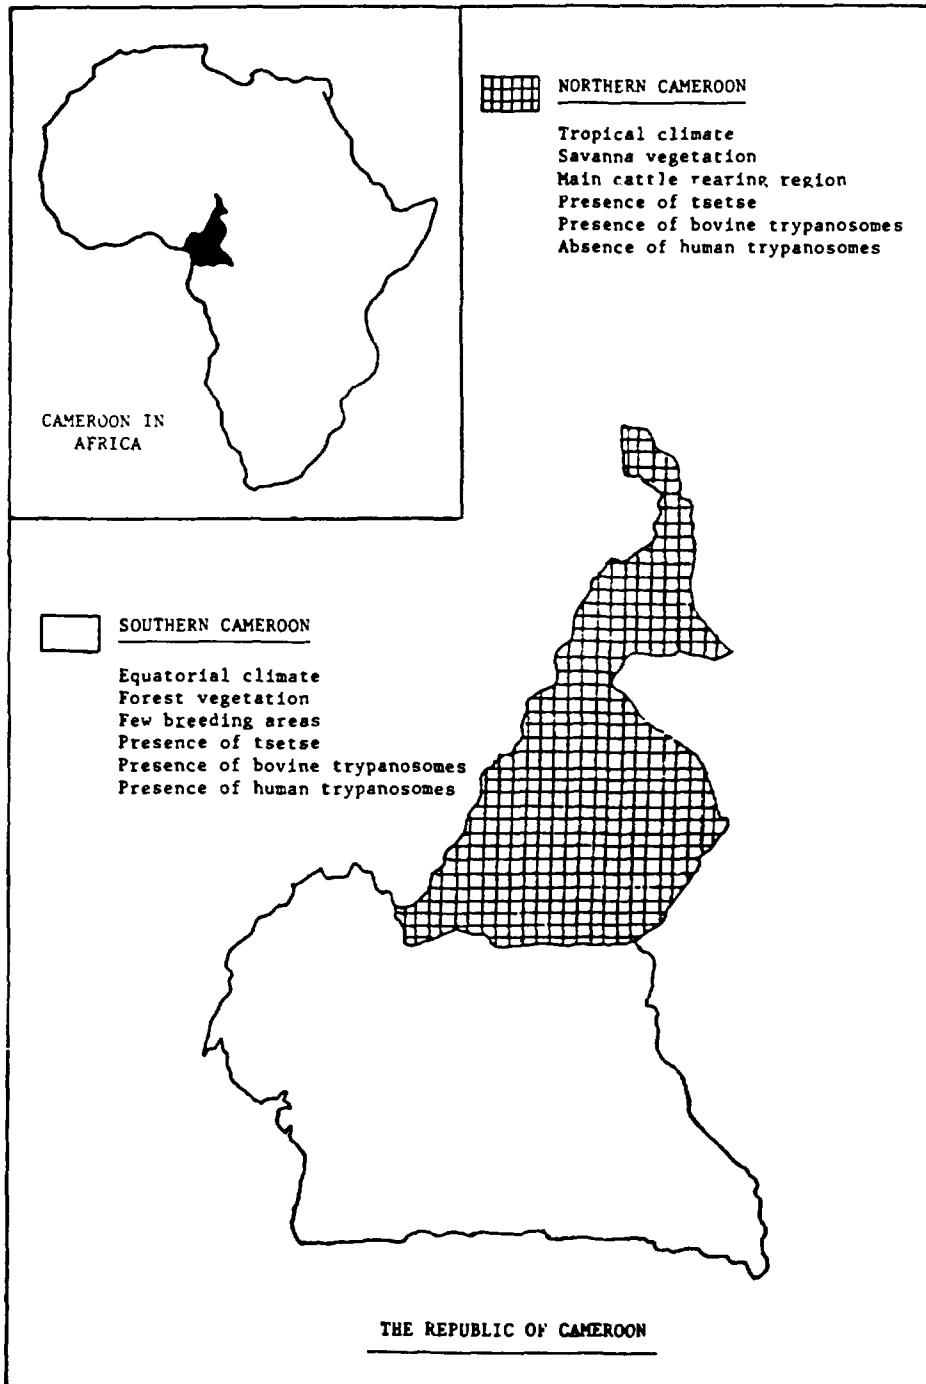 NORTHERN CAMEROON
Tropical climate
Savanna vegetation
Main cattle rearing region
Presence of tsetse
Presence of bovine trypanosomes
Absence of human trypanosomes
CAMEROON IN
AFRICA
SOUTHERN CAMEROON
Equatorial climate
Forest vegetation
Few breeding areas
Presence of tsetse
Presence of bovine trypanosomes
Presence of human trypanosomes
THE REPUBLIC OF CAMEROON